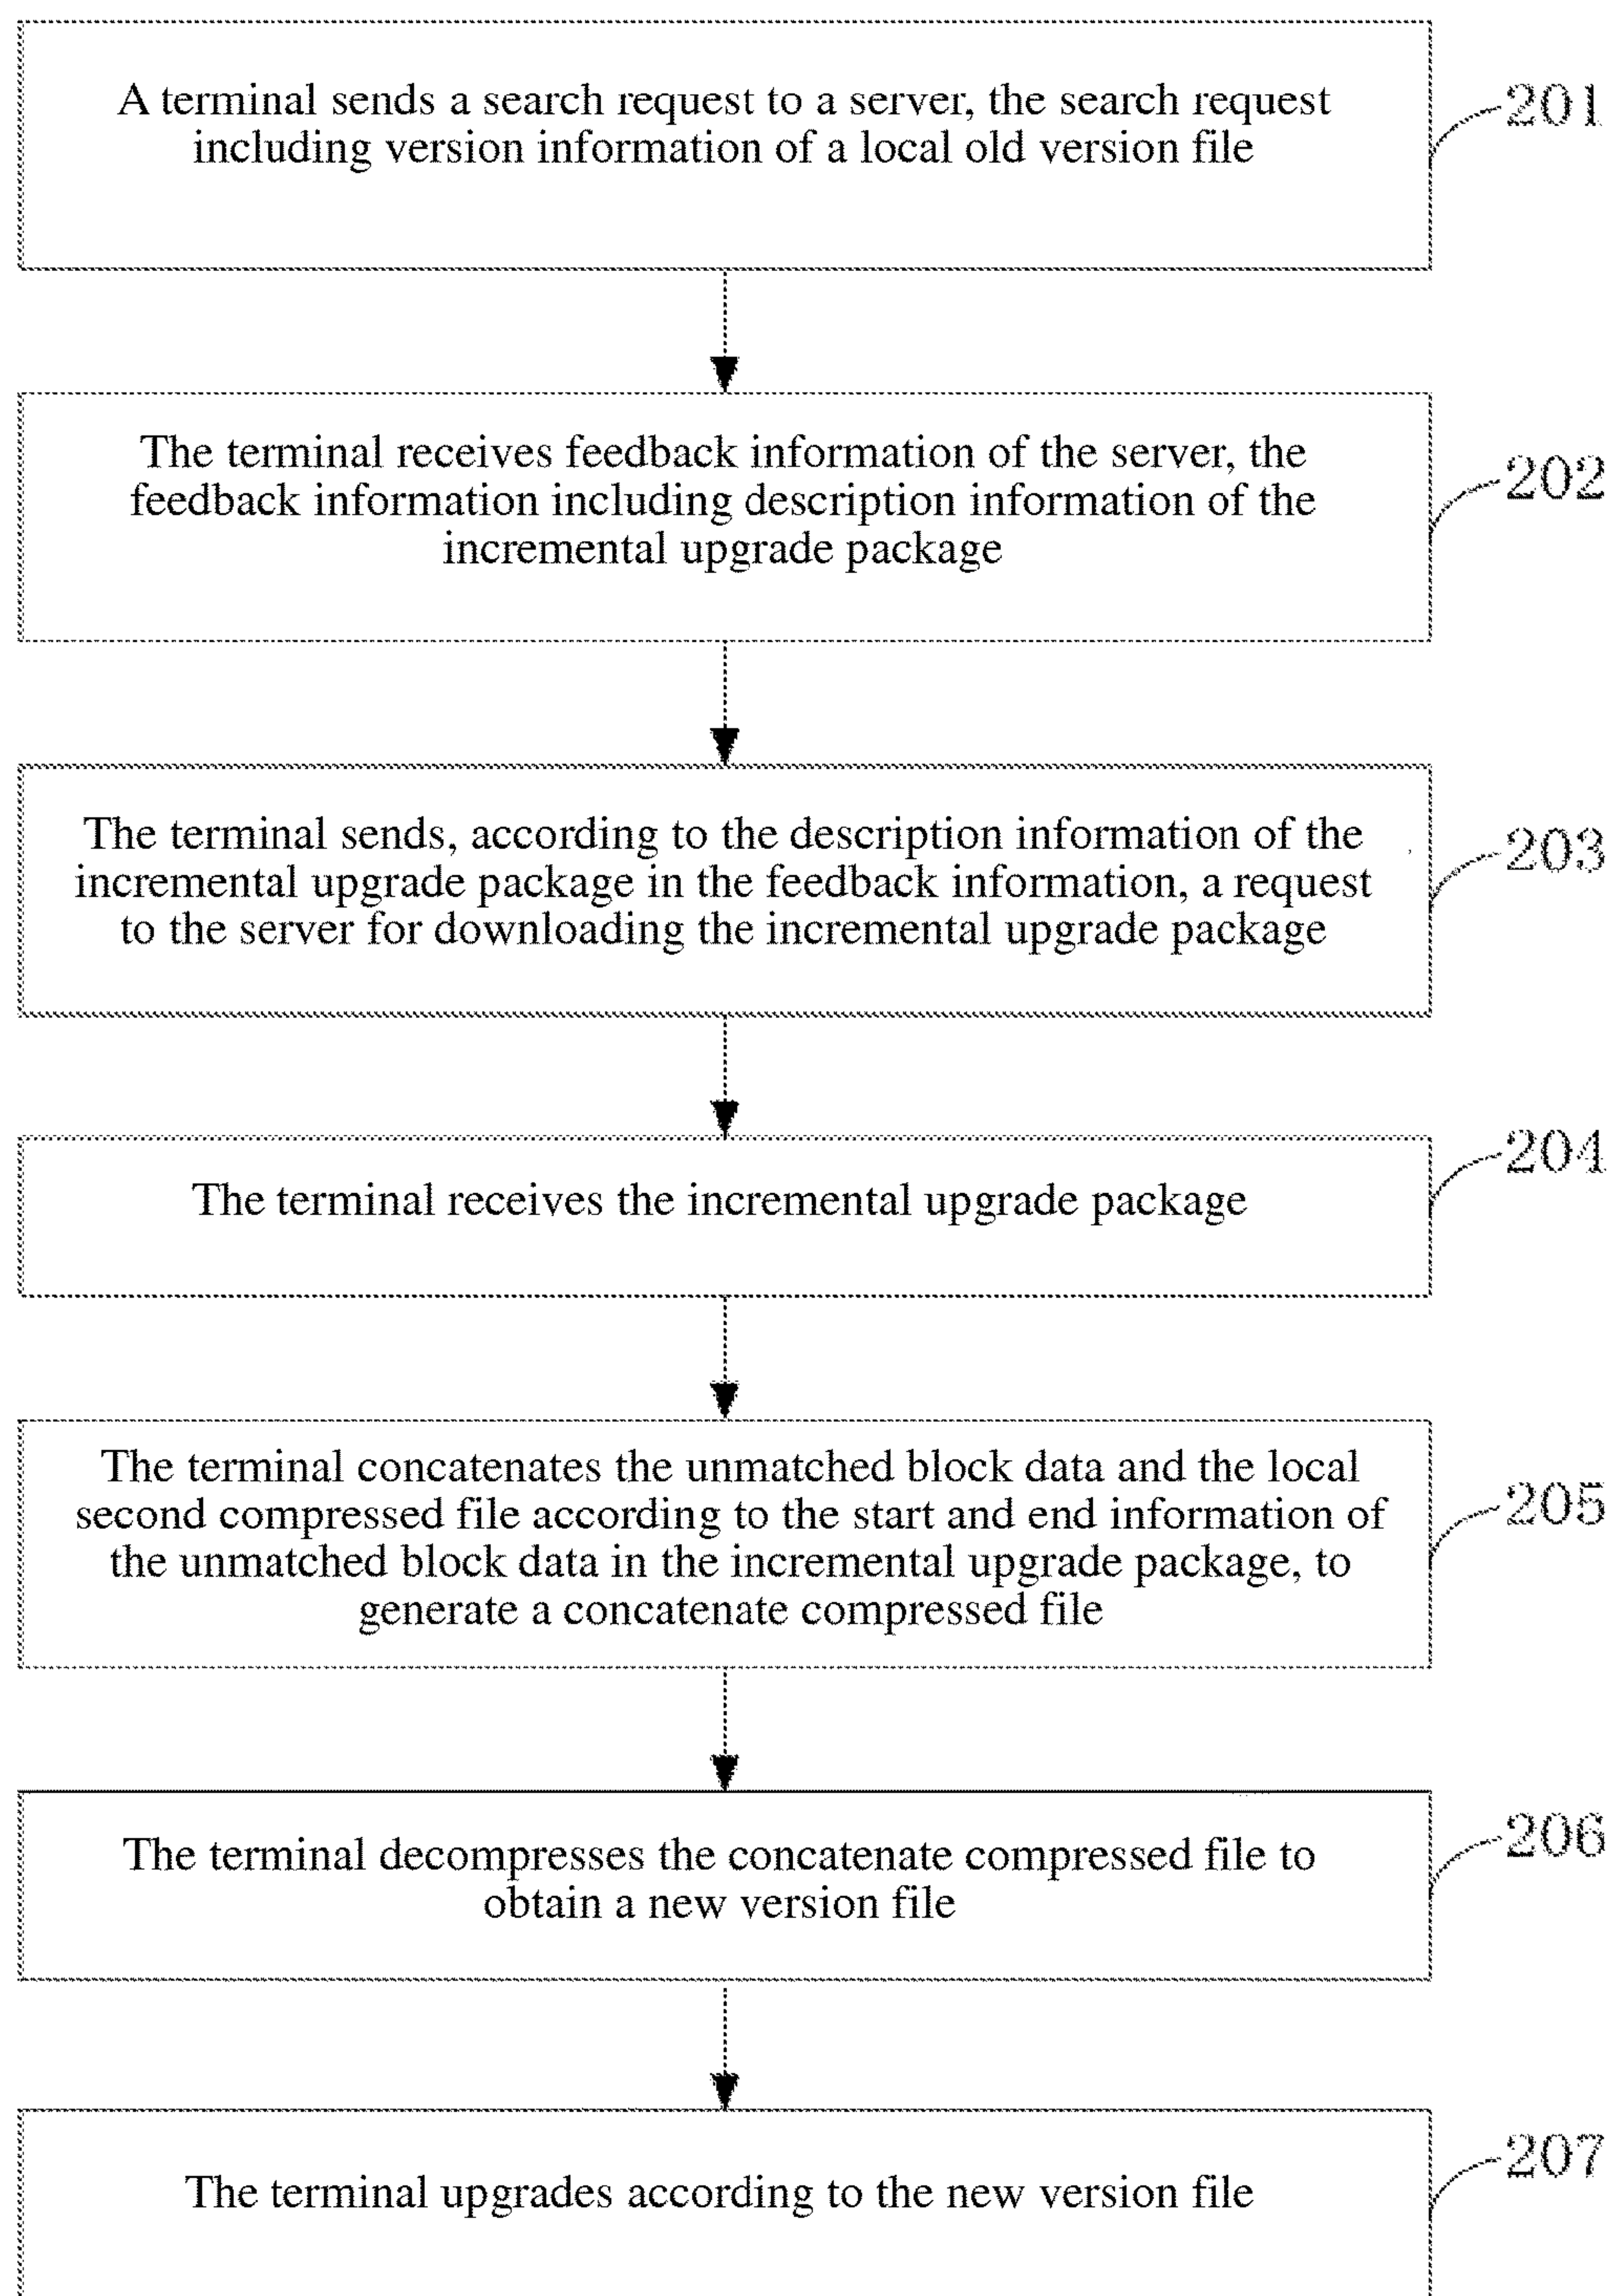 A terminal sends a search request to a server, the search request
including version information of a local old version file
201
The terminal receives feedback information of the server, the
feedback information including description information of the
incremental upgrade package
202
The terminal sends, according to the description information of the
incremental upgrade package in the feedback information, a request
to the server for downloading the incremental upgrade package
203
The terminal receives the incremental upgrade package
204
The terminal concatenates the unmatched block data and the local
second compressed file according to the start and end information of
the unmatched block data in the incremental upgrade package, to
generate a concatenate compressed file
205
The terminal decompresses the concatenate compressed file to
obtain a new version file
206
The terminal upgrades according to the new version file
207